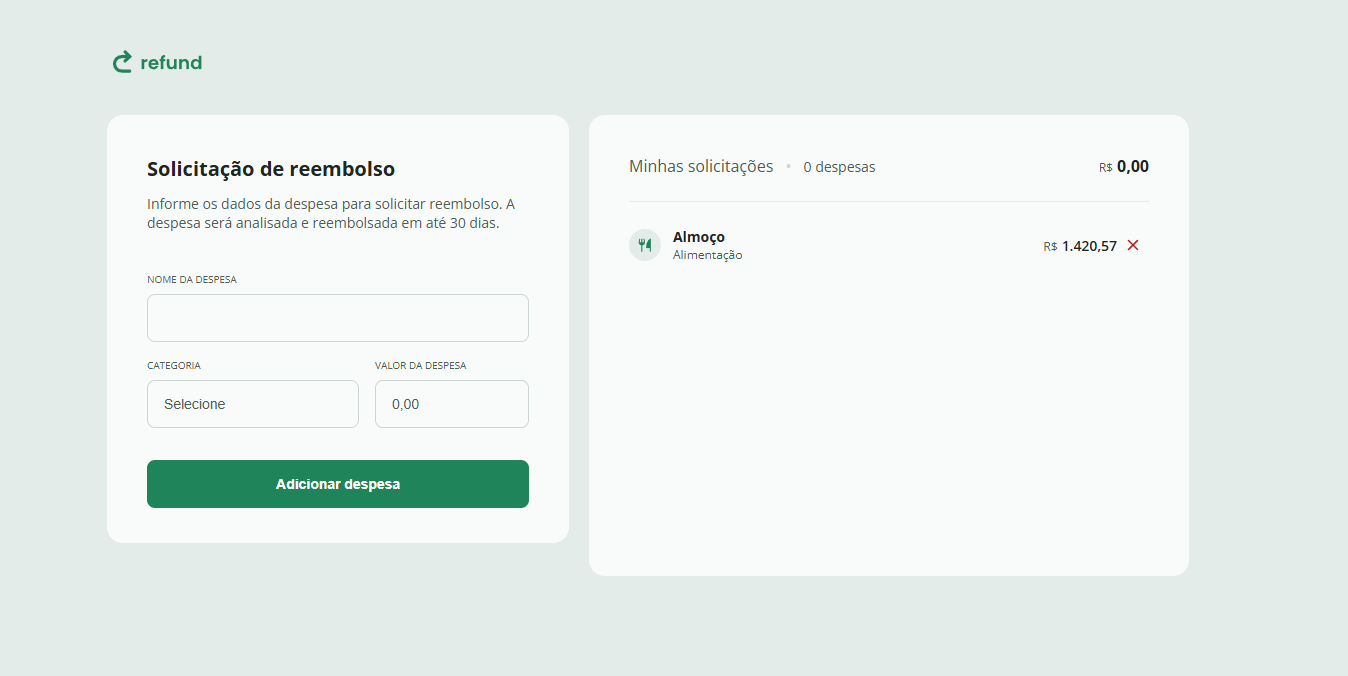 refund
Solicitação de reembolso
Informe os dados da despesa para solicitar reembolso. A
despesa será analisada e reembolsada em até 30 dias.
NOME DA DESPESA
CATEGORIA
VALOR DA DESPESA
Selecione
0,00
Adicionar despesa
Minhas solicitações • 0 despesas R$ 0,00
Almoço
Alimentação
R$ 1.420,57